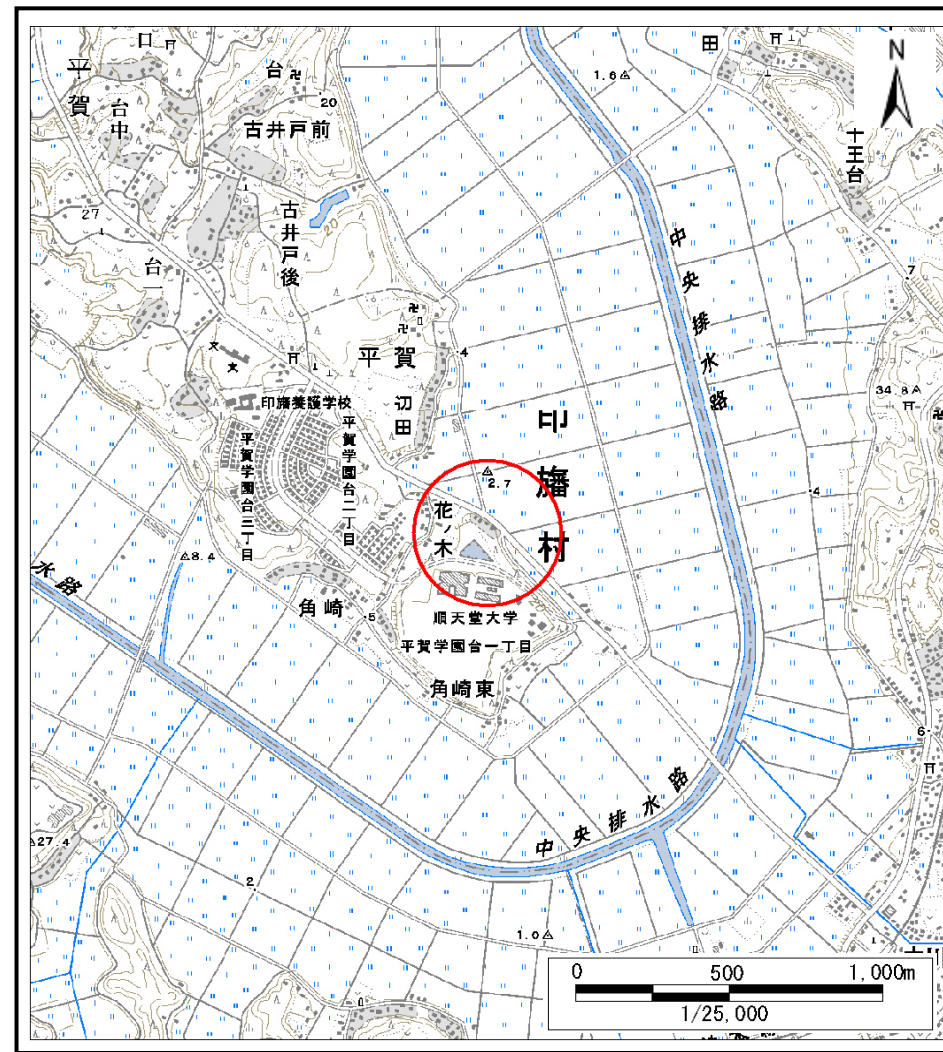 口
平賀
台中
台
20
古井戸前
1.6
田
N
十王台
27
古井戸後
台一
中央排水路
7
平賀
4
辺田
印旛村
34.8
印旛養護学校
平賀学園台三丁目
平賀学園台二丁目
2.7
花ノ木
4
8.4
水路
角崎
5
順天堂大学
平賀学園台一丁目
角崎東
6
中央排水路
27.4
2
1.0
0 500 1,000m
1/25,000